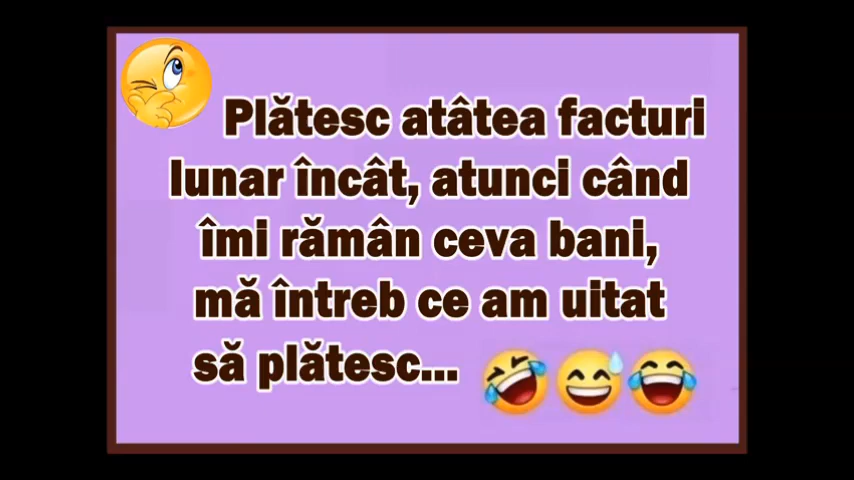 Plătesc atâtea facturi
lunar încât, atunci când
îmi rămân ceva bani,
mă întreb ce am uitat
să plătesc...